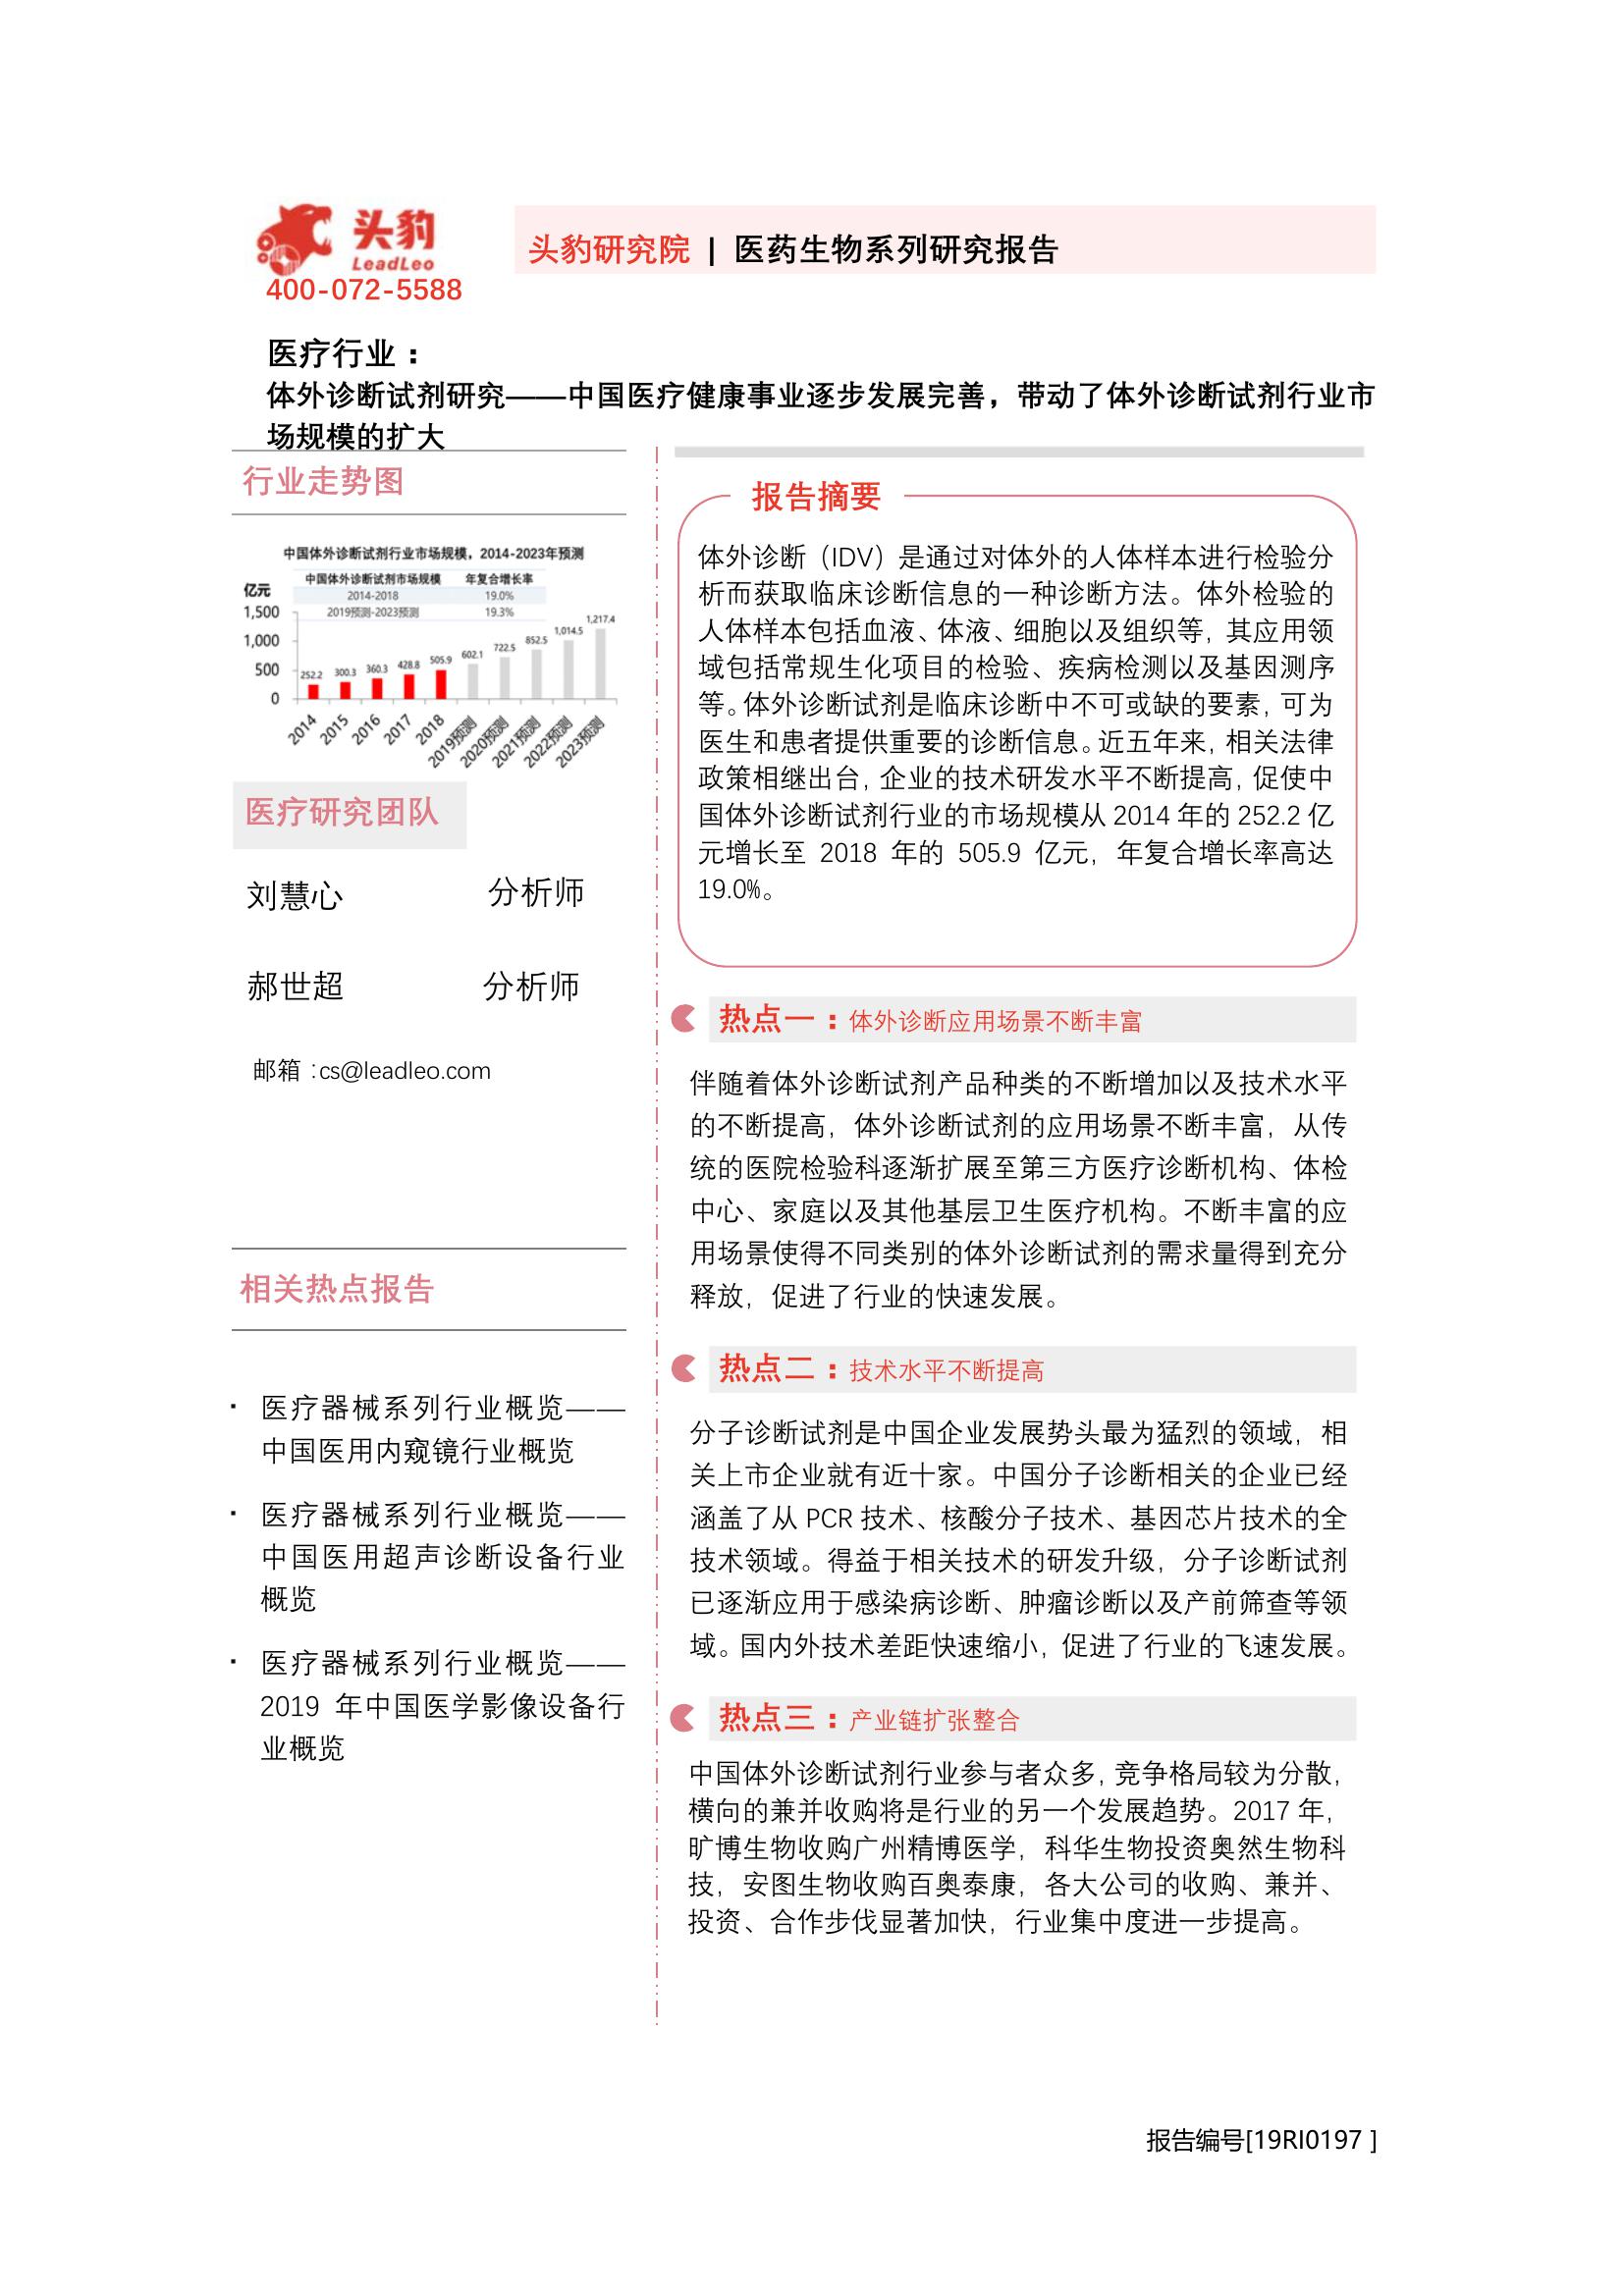 头豹
LeadLeo
400-072-5588
头豹研究院 | 医药生物系列研究报告
医疗行业：
体外诊断试剂研究——中国医疗健康事业逐步发展完善，带动了体外诊断试剂行业市
场规模的扩大
行业走势图
中国体外诊断试剂行业市场规模，2014-2023年预测
中国体外诊断试剂市场规模 年复合增长率
2014-2018 19.0%
2019预测-2023预测 19.3%
亿元
1,500
1,000
500
0
252.2 300.3 360.3 428.8 505.9 602.1 722.5 852.5 1,014.5 1,217.4
2014 2015 2016 2017 2018 2019预测 2020预测 2021预测 2022预测 2023预测
医疗研究团队
刘慧心 分析师
郝世超 分析师
邮箱：cs@leadleo.com
相关热点报告
· 医疗器械系列行业概览——
中国医用内窥镜行业概览
· 医疗器械系列行业概览——
中国医用超声诊断设备行业
概览
· 医疗器械系列行业概览——
2019 年中国医学影像设备行
业概览
报告摘要
体外诊断（IDV）是通过对体外的人体样本进行检验分
析而获取临床诊断信息的一种诊断方法。体外检验的
人体样本包括血液、体液、细胞以及组织等，其应用领
域包括常规生化项目的检验、疾病检测以及基因测序
等。体外诊断试剂是临床诊断中不可或缺的要素，可为
医生和患者提供重要的诊断信息。近五年来，相关法律
政策相继出台，企业的技术研发水平不断提高，促使中
国体外诊断试剂行业的市场规模从 2014 年的 252.2 亿
元增长至 2018 年的 505.9 亿元，年复合增长率高达
19.0%。
热点一：体外诊断应用场景不断丰富
伴随着体外诊断试剂产品种类的不断增加以及技术水平
的不断提高，体外诊断试剂的应用场景不断丰富，从传
统的医院检验科逐渐扩展至第三方医疗诊断机构、体检
中心、家庭以及其他基层卫生医疗机构。不断丰富的应
用场景使得不同类别的体外诊断试剂的需求量得到充分
释放，促进了行业的快速发展。
热点二：技术水平不断提高
分子诊断试剂是中国企业发展势头最为猛烈的领域，相
关上市企业就有近十家。中国分子诊断相关的企业已经
涵盖了从 PCR 技术、核酸分子技术、基因芯片技术的全
技术领域。得益于相关技术的研发升级，分子诊断试剂
已逐渐应用于感染病诊断、肿瘤诊断以及产前筛查等领
域。国内外技术差距快速缩小，促进了行业的飞速发展。
热点三：产业链扩张整合
中国体外诊断试剂行业参与者众多，竞争格局较为分散，
横向的兼并收购将是行业的另一个发展趋势。2017 年，
旷博生物收购广州精博医学，科华生物投资奥然生物科
技，安图生物收购百奥泰康，各大公司的收购、兼并、
投资、合作步伐显著加快，行业集中度进一步提高。
报告编号[19RI0197 ]